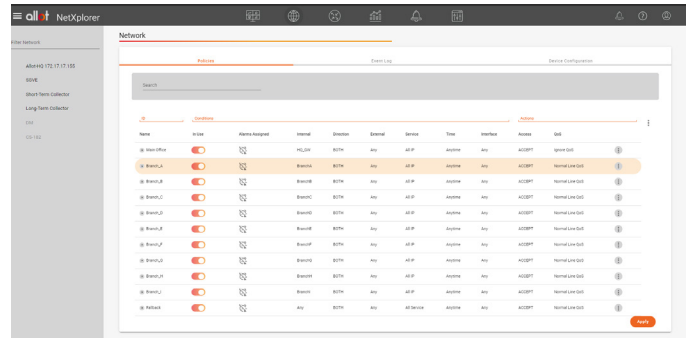 allot NetXplorer
Network
Filter Network
Policies Event Log Device Configuration
AllotHQ 172.17.17.155
SGVE
Short-Term Collector
Long-Term Collector
Search
ID Conditions Actions
Name In Use Alarms Assigned Internal Direction External Service Time Interface Access QoS
Main Office HQ_GW BOTH Any All IP Anytime Any ACCEPT Ignore QoS
Branch_A BranchA BOTH Any All IP Anytime Any ACCEPT Normal Line QoS
Branch_B BranchB BOTH Any All IP Anytime Any ACCEPT Normal Line QoS
Branch_C BranchC BOTH Any All IP Anytime Any ACCEPT Normal Line QoS
Branch_D BranchD BOTH Any All IP Anytime Any ACCEPT Normal Line QoS
Branch_E BranchE BOTH Any All IP Anytime Any ACCEPT Normal Line QoS
Branch_F BranchF BOTH Any All IP Anytime Any ACCEPT Normal Line QoS
Branch_G BranchG BOTH Any All IP Anytime Any ACCEPT Normal Line QoS
Branch_H BranchH BOTH Any All IP Anytime Any ACCEPT Normal Line QoS
Branch_I BranchI BOTH Any All IP Anytime Any ACCEPT Normal Line QoS
Fallback Any BOTH Any All Service Anytime Any ACCEPT Normal Line QoS
Apply